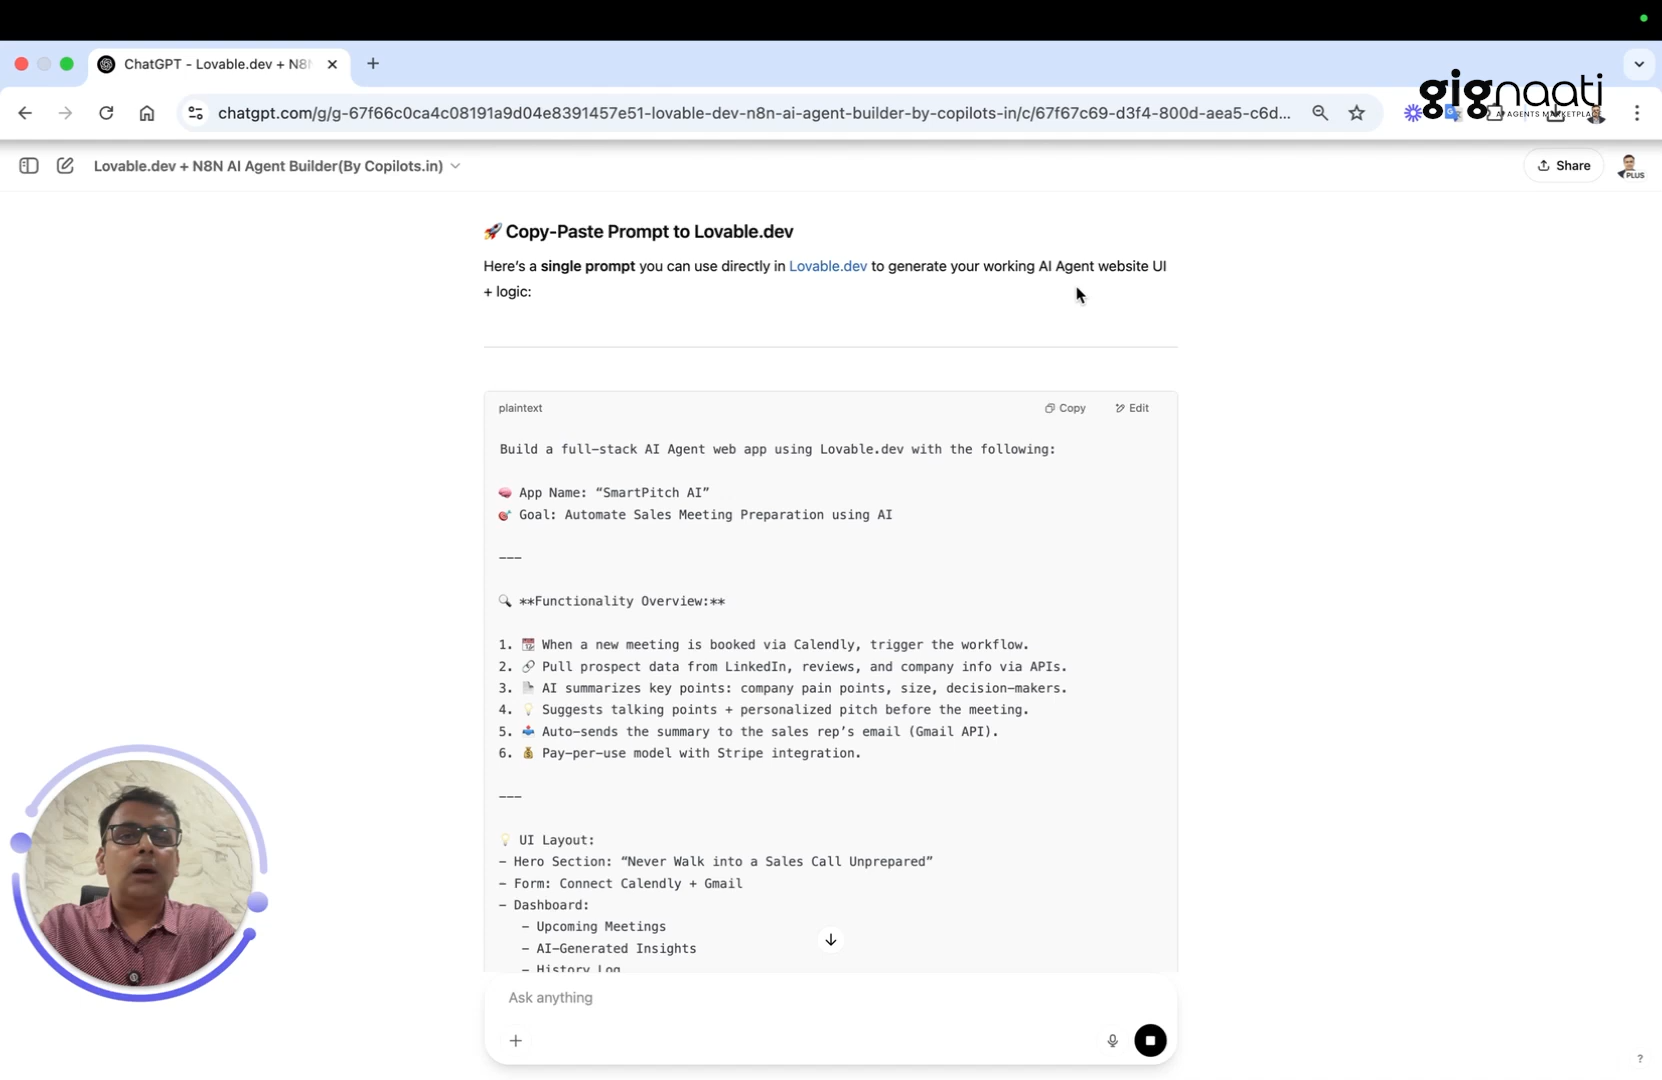 ChatGPT - Lovable.dev + N8
chatgpt.com/g/g-67f66c0ca4c08191a9d04e8391457e51-lovable-dev-n8n-ai-agent-builder-by-copilots-in/c/67f67c69-d3f4-800d-aea5-c6d...
gignaati
AI AGENTS MARKETPLAC
Lovable.dev + N8N AI Agent Builder(By Copilots.in)
Share
PLUS
🚀 Copy-Paste Prompt to Lovable.dev
Here's a single prompt you can use directly in Lovable.dev to generate your working AI Agent website UI
+ logic:
plaintext
Copy
Edit
Build a full-stack AI Agent web app using Lovable.dev with the following:
🧠 App Name: “SmartPitch AI”
🎯 Goal: Automate Sales Meeting Preparation using AI
---
🔍 **Functionality Overview:**
1. 📆 When a new meeting is booked via Calendly, trigger the workflow.
2. 🔗 Pull prospect data from LinkedIn, reviews, and company info via APIs.
3. 📄 AI summarizes key points: company pain points, size, decision-makers.
4. 💡 Suggests talking points + personalized pitch before the meeting.
5. 📤 Auto-sends the summary to the sales rep’s email (Gmail API).
6. 💰 Pay-per-use model with Stripe integration.
---
💡 UI Layout:
- Hero Section: “Never Walk into a Sales Call Unprepared”
- Form: Connect Calendly + Gmail
- Dashboard:
- Upcoming Meetings
- AI-Generated Insights
- History Log
Ask anything
?